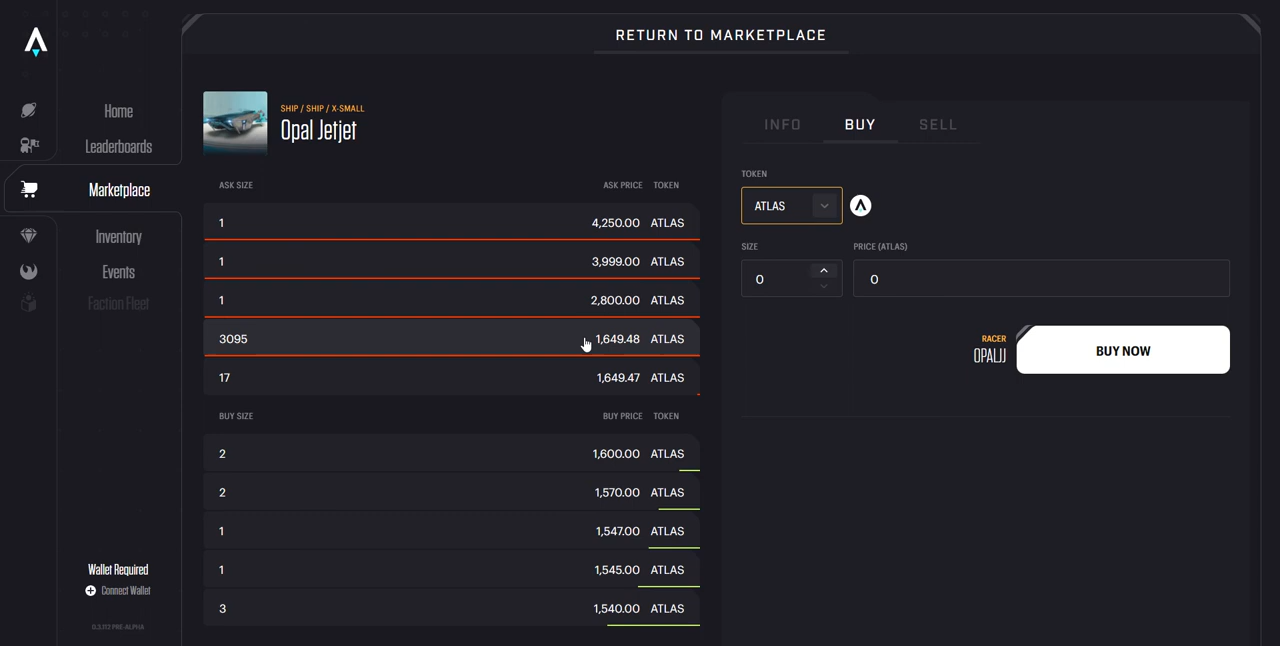 RETURN TO MARKETPLACE
Home
Leaderboards
Marketplace
Inventory
Events
Faction Fleet
Wallet Required
Connect Wallet
0.3.113 PRE-ALPHA
SHIP / SHIP / X-SMALL
Opal Jetjet
ASK SIZE ASK PRICE TOKEN
1 4,250.00 ATLAS
1 3,999.00 ATLAS
1 2,800.00 ATLAS
3095 1,649.48 ATLAS
17 1,649.47 ATLAS
BUY SIZE BUY PRICE TOKEN
2 1,600.00 ATLAS
2 1,570.00 ATLAS
1 1,547.00 ATLAS
1 1,545.00 ATLAS
3 1,540.00 ATLAS
INFO BUY SELL
TOKEN
ATLAS
SIZE PRICE (ATLAS)
0 0
RACER
OPALJJ
BUY NOW